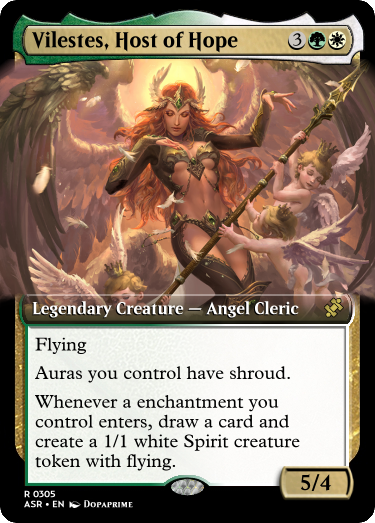 Vilestes, Host of Hope 3
Legendary Creature — Angel Cleric
Flying
Auras you control have shroud.
Whenever a enchantment you
control enters, draw a card and
create a 1/1 white Spirit creature
token with flying.
5/4
R 0305
ASR • EN DOPAPRIME